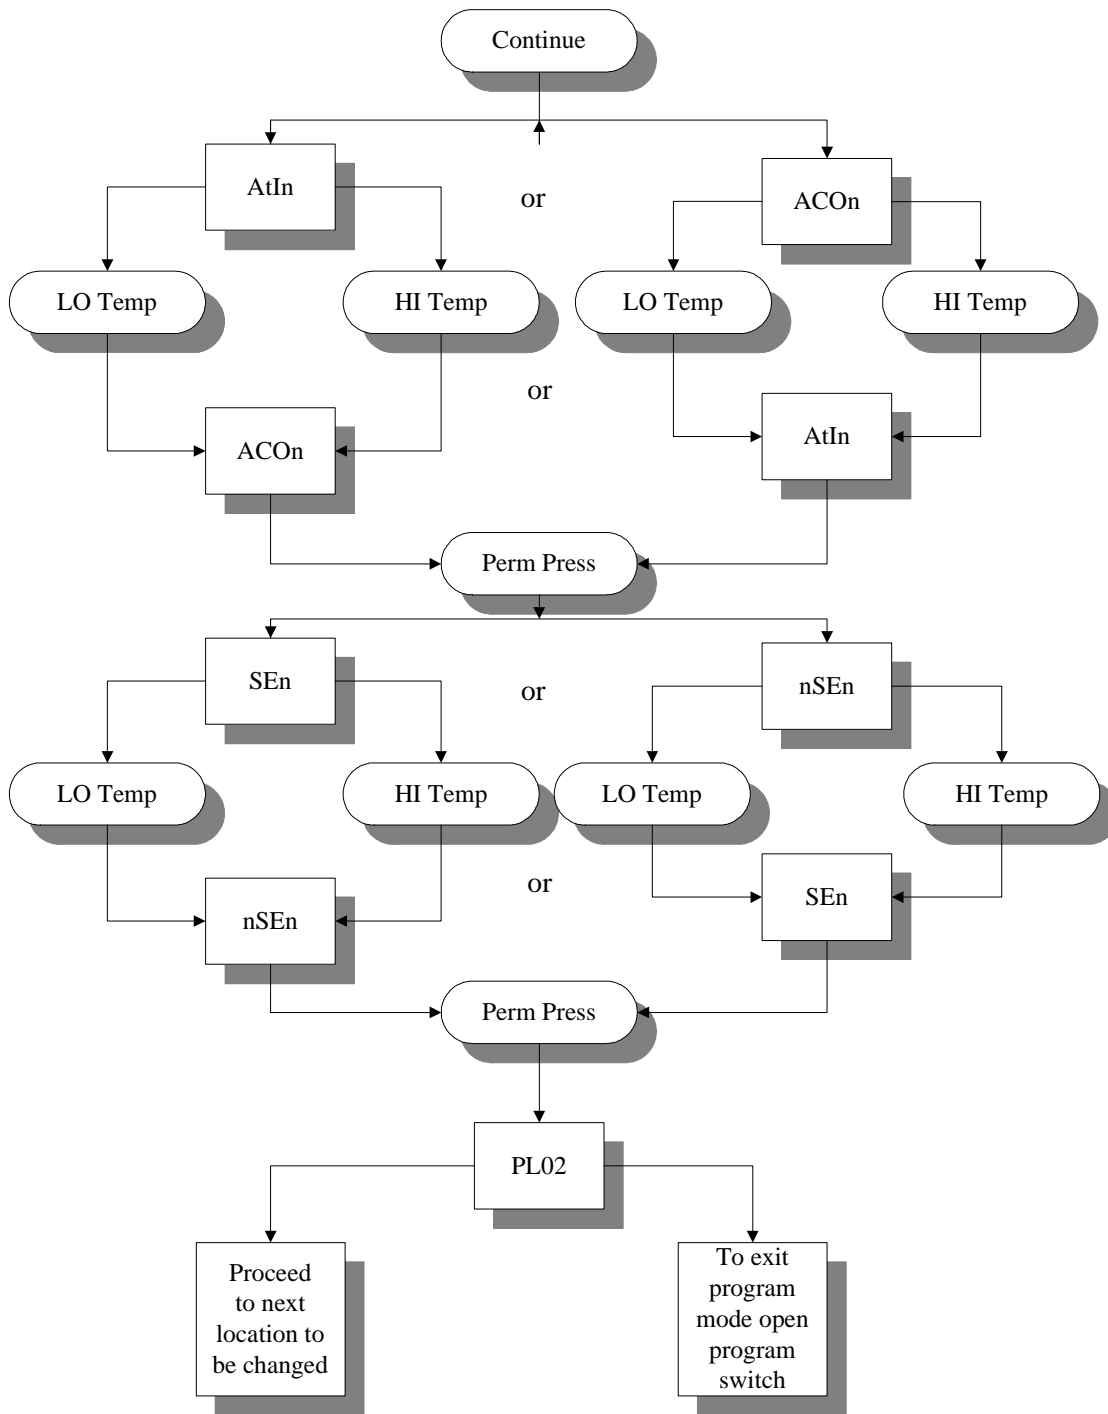 Continue
AtIn
or
ACOn
LO Temp
HI Temp
LO Temp
HI Temp
or
ACOn
AtIn
Perm Press
SEn
or
nSEn
LO Temp
HI Temp
LO Temp
HI Temp
or
nSEn
SEn
Perm Press
PL02
Proceed
to next
location to
be changed
To exit
program
mode open
program
switch